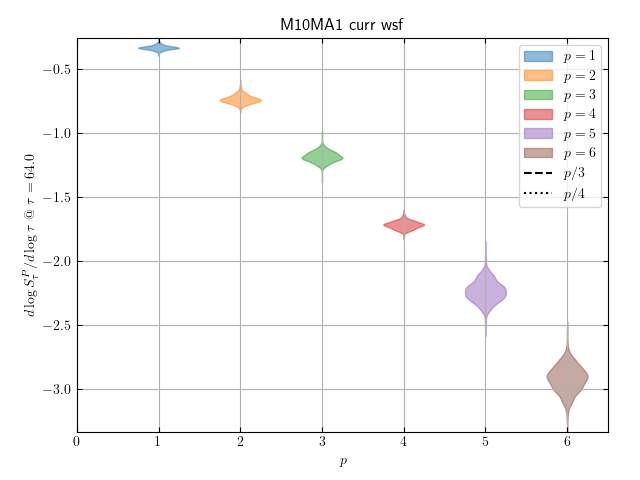 M10MA1 curr wsf
d log S_τ^P / d log τ @ τ = 64.0
−0.5
−1.0
−1.5
−2.0
−2.5
−3.0
p = 1
p = 2
p = 3
p = 4
p = 5
p = 6
p/3
p/4
0 1 2 3 4 5 6
p